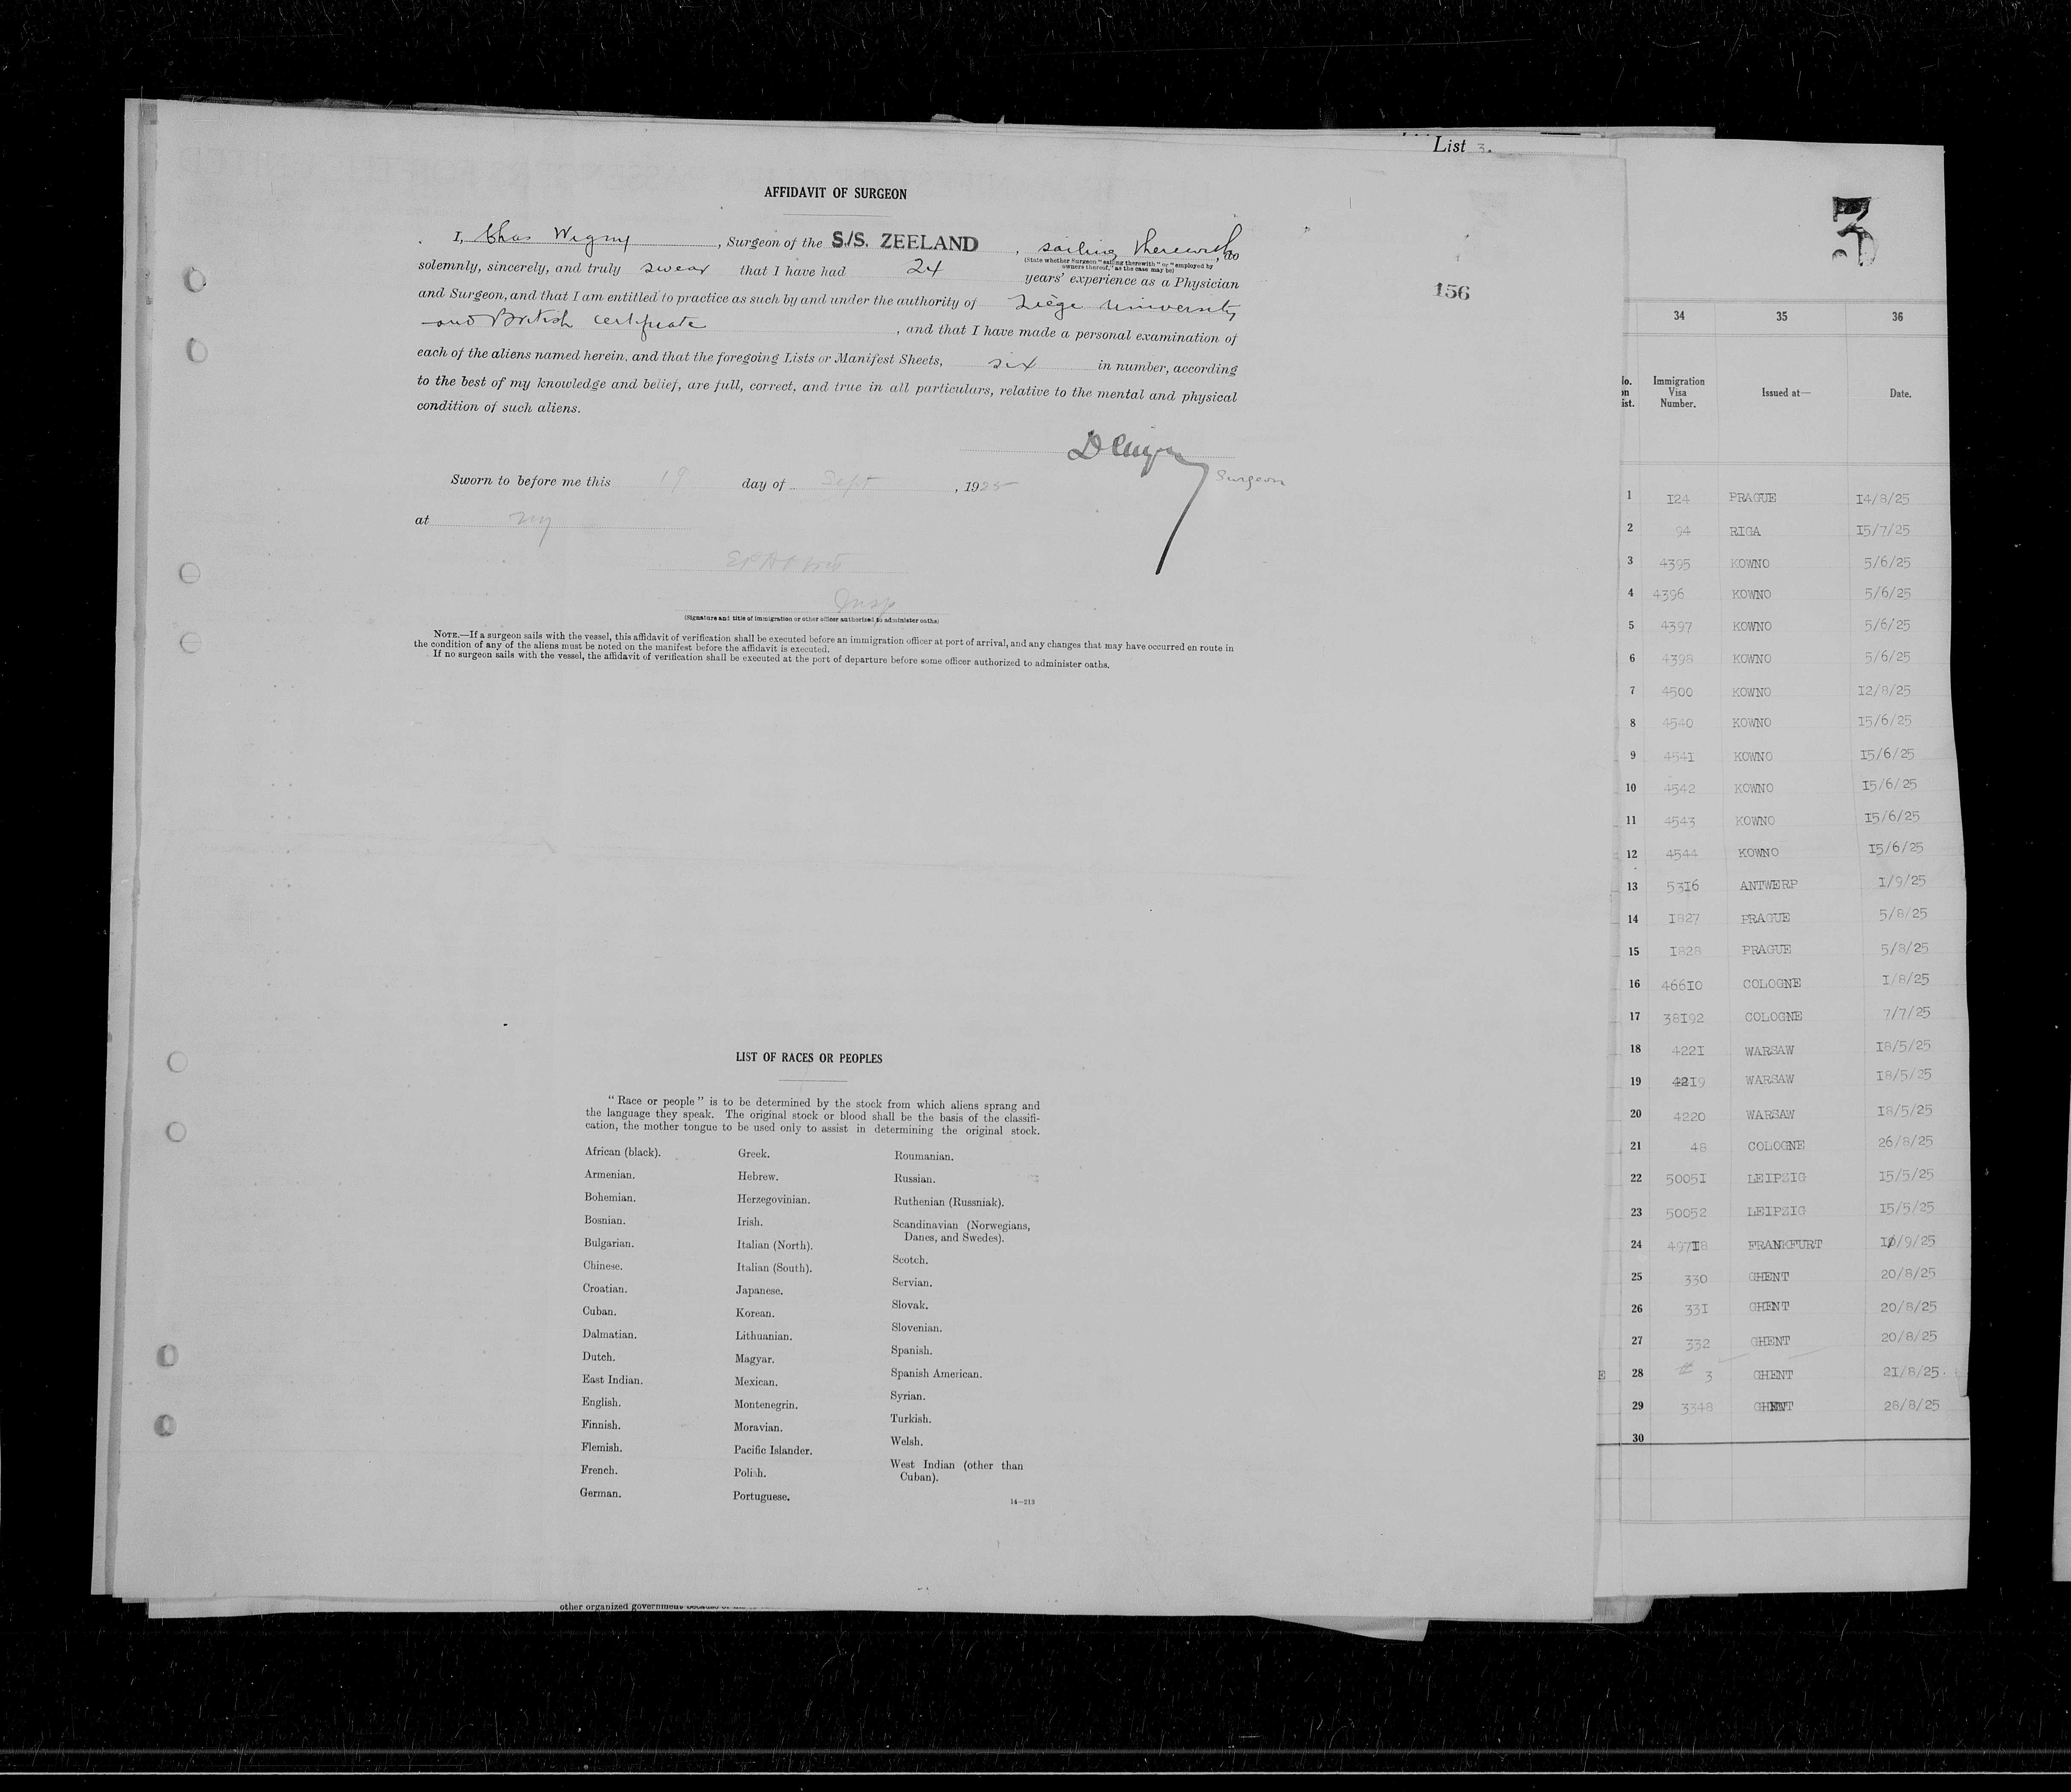 List 3.
AFFIDAVIT OF SURGEON
I, Chas Wigny, Surgeon of the S./S. ZEELAND, sailing therewith, do
(State whether Surgeon "sailing therewith" or "employed by owners thereof," as the case may be)
solemnly, sincerely, and truly swear that I have had 24 years' experience as a Physician
and Surgeon, and that I am entitled to practice as such by and under the authority of Liège University
and British certificate, and that I have made a personal examination of
each of the aliens named herein, and that the foregoing Lists or Manifest Sheets, six in number, according
to the best of my knowledge and belief, are full, correct, and true in all particulars, relative to the mental and physical
condition of such aliens.
Surgeon
Sworn to before me this 19 day of Sept, 1925
at NY
Insp
(Signature and title of immigration or other officer authorized to administer oaths)
NOTE.—If a surgeon sails with the vessel, this affidavit of verification shall be executed before an immigration officer at port of arrival, and any changes that may have occurred en route in
the condition of any of the aliens must be noted on the manifest before the affidavit is executed.
If no surgeon sails with the vessel, the affidavit of verification shall be executed at the port of departure before some officer authorized to administer oaths.
156
LIST OF RACES OR PEOPLES
"Race or people" is to be determined by the stock from which aliens sprang and
the language they speak. The original stock or blood shall be the basis of the classifi-
cation, the mother tongue to be used only to assist in determining the original stock.
African (black).
Armenian.
Bohemian.
Bosnian.
Bulgarian.
Chinese.
Croatian.
Cuban.
Dalmatian.
Dutch.
East Indian.
English.
Finnish.
Flemish.
French.
German.
Greek.
Hebrew.
Herzegovinian.
Irish.
Italian (North).
Italian (South).
Japanese.
Korean.
Lithuanian.
Magyar.
Mexican.
Montenegrin.
Moravian.
Pacific Islander.
Polish.
Portuguese.
Roumanian.
Russian.
Ruthenian (Russniak).
Scandinavian (Norwegians,
Danes, and Swedes).
Scotch.
Servian.
Slovak.
Slovenian.
Spanish.
Spanish American.
Syrian.
Turkish.
Welsh.
West Indian (other than
Cuban).
14—213
other organized government because of
3
34 35 36
Immigration Visa Number. Issued at— Date.
1 124 PRAGUE 14/8/25
2 94 RIGA 15/7/25
3 4395 KOWNO 5/6/25
4 4396 KOWNO 5/6/25
5 4397 KOWNO 5/6/25
6 4398 KOWNO 5/6/25
7 4500 KOWNO 12/8/25
8 4540 KOWNO 15/6/25
9 4541 KOWNO 15/6/25
10 4542 KOWNO 15/6/25
11 4543 KOWNO 15/6/25
12 4544 KOWNO 15/6/25
13 5316 ANTWERP 1/9/25
14 1827 PRAGUE 5/8/25
15 1828 PRAGUE 5/8/25
16 46610 COLOGNE 1/8/25
17 38192 COLOGNE 7/7/25
18 4221 WARSAW 18/5/25
19 4219 WARSAW 18/5/25
20 4220 WARSAW 18/5/25
21 48 COLOGNE 26/8/25
22 50051 LEIPZIG 15/5/25
23 50052 LEIPZIG 15/5/25
24 49718 FRANKFURT 10/9/25
25 330 GHENT 20/8/25
26 331 GHENT 20/8/25
27 332 GHENT 20/8/25
28 # 3 GHENT 21/8/25
29 3348 GHENT 28/8/25
30